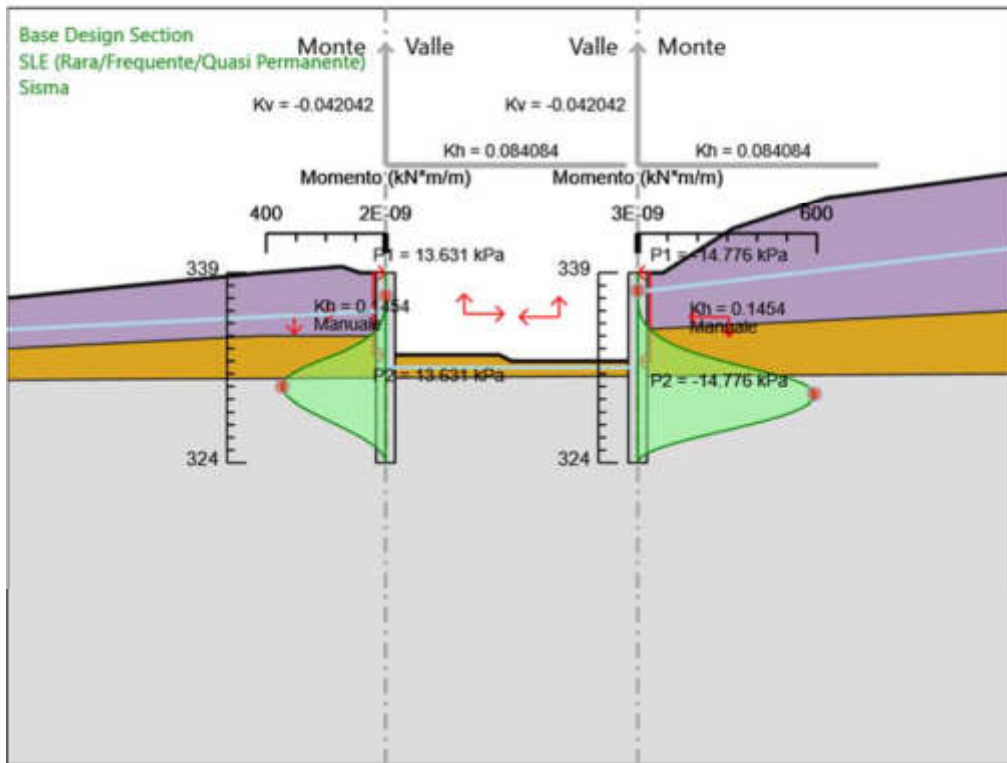 Base Design Section
SLE (Rara/Frequente/Quasi Permanente)
Sisma
Monte Valle
Valle Monte
Kv = -0.042042
Kv = -0.042042
Kh = 0.084084
Kh = 0.084084
Momento (kN*m/m)
Momento (kN*m/m)
400 2E-09
3E-09 600
P1 = 13.631 kPa
P1 = -14.776 kPa
339
339
Kh = 0.1454
Manuale
Kh = 0.1454
Manuale
P2 = 13.631 kPa
P2 = -14.776 kPa
324
324